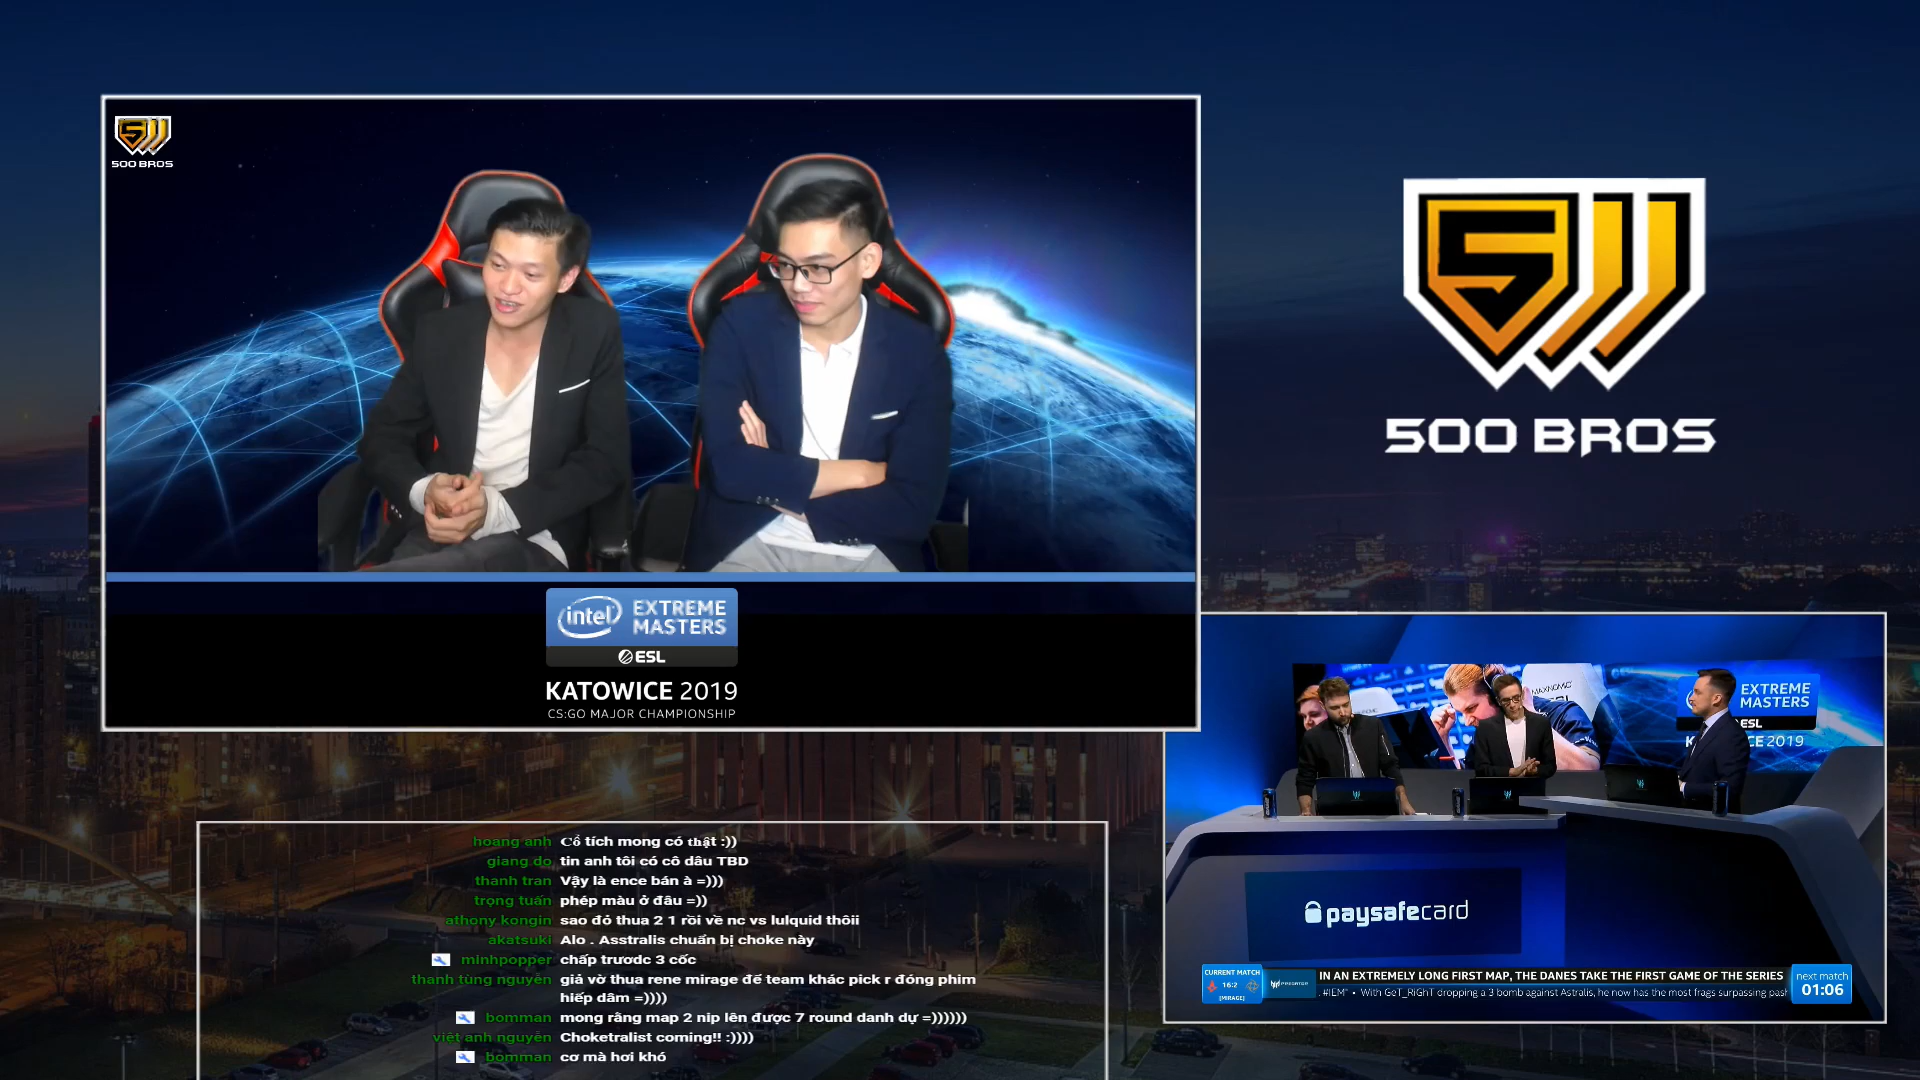 500 BROS
500 BROS
intel EXTREME MASTERS
ESL
KATOWICE 2019
CS:GO MAJOR CHAMPIONSHIP
MAXNOMIC
EXTREME
MASTERS
ESL
2019
paysafecard
CURRENT MATCH
16:2
[MIRAGE]
PREDATOR
IN AN EXTREMELY LONG FIRST MAP, THE DANES TAKE THE FIRST GAME OF THE SERIES
. #IEM" • With GeT_RiGhT dropping a 3 bomb against Astralis, he now has the most frags surpassing
next match
01:06
hoang anh Cổ tích mong có thật :))
giang do tin anh tôi có cô dâu TBD
thanh tran Vậy là ence bán à =)))
trọng tuấn phép màu ở đâu =))
athony kongin sao đỏ thua 2 1 rồi về nc vs lulquid thôii
akatsuki Alo . Asstralis chuẩn bị choke này
minhpopper chấp trươdc 3 cốc
thanh tùng nguyễn giả vờ thua rene mirage để team khác pick r đóng phim
hiếp dâm =))))
bomman mong rằng map 2 nip lên được 7 round danh dự =))))))
việt anh nguyễn Choketralist coming!! :))))
bomman cơ mà hơi khó